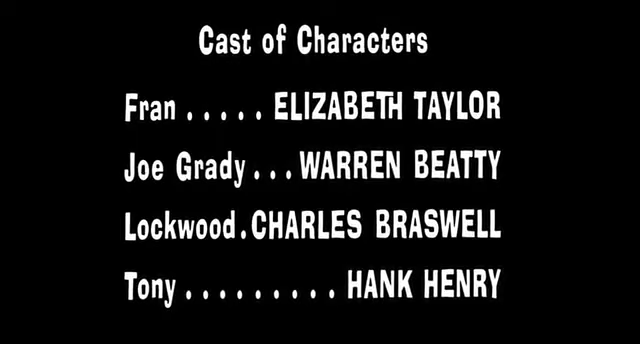 Cast of Characters
Fran ..... ELIZABETH TAYLOR
Joe Grady ... WARREN BEATTY
Lockwood . CHARLES BRASWELL
Tony ......... HANK HENRY